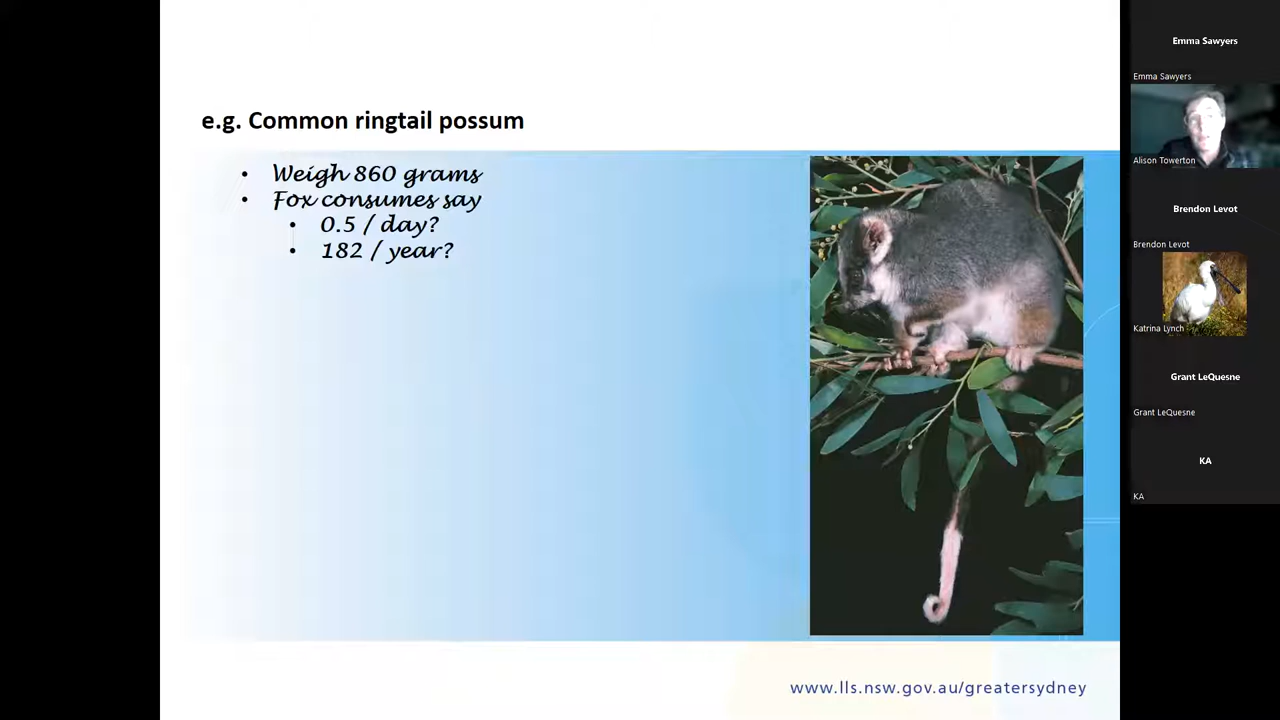 e.g. Common ringtail possum
• Weigh 860 grams
• Fox consumes say
• 0.5 / day?
• 182 / year?
www.lls.nsw.gov.au/greatersydney
Emma Sawyers
Emma Sawyers
Alison Towerton
Brendon Levot
Brendon Levot
Katrina Lynch
Grant LeQuesne
Grant LeQuesne
KA
KA